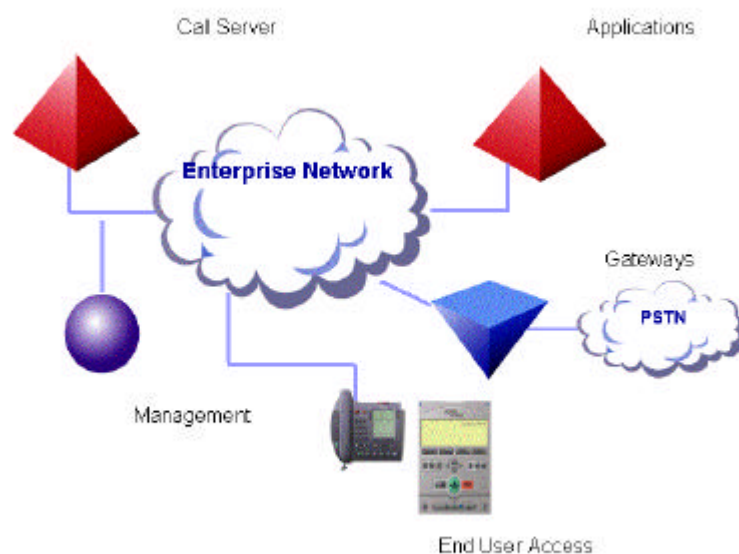 Call Server
Applications
Enterprise Network
Gateways
PSTN
Management
End User Access